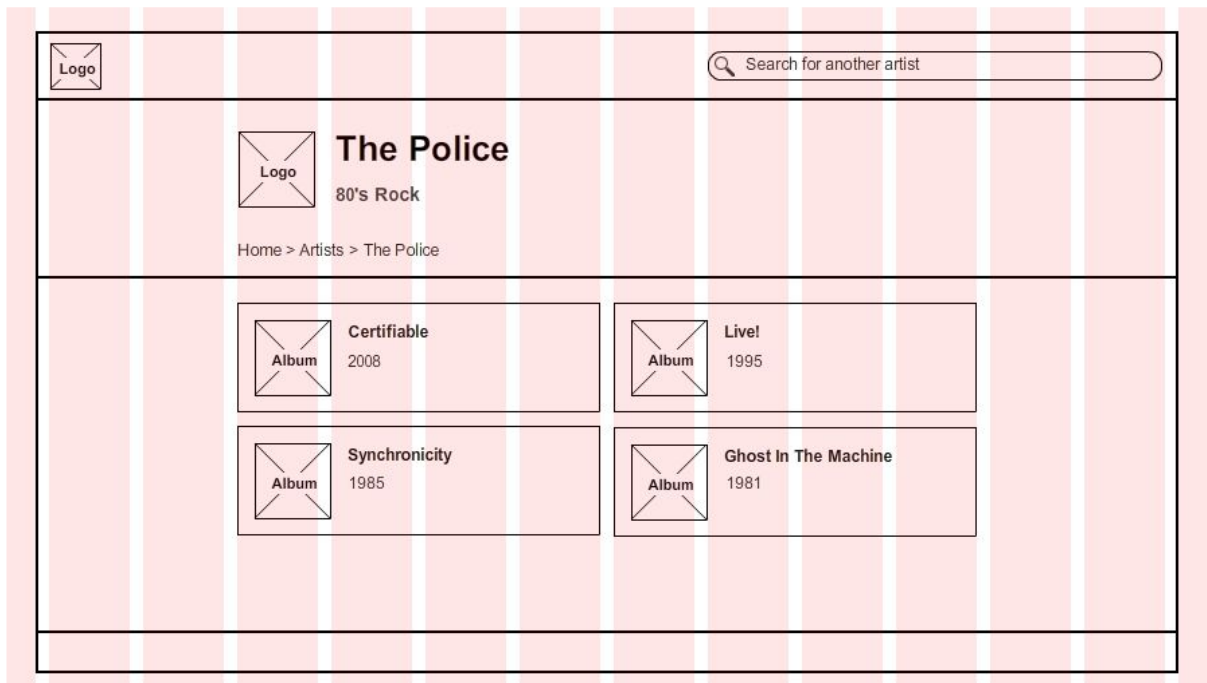 Logo
Search for another artist
Logo
The Police
80's Rock
Home > Artists > The Police
Album
Certifiable
2008
Album
Live!
1995
Album
Synchronicity
1985
Album
Ghost In The Machine
1981